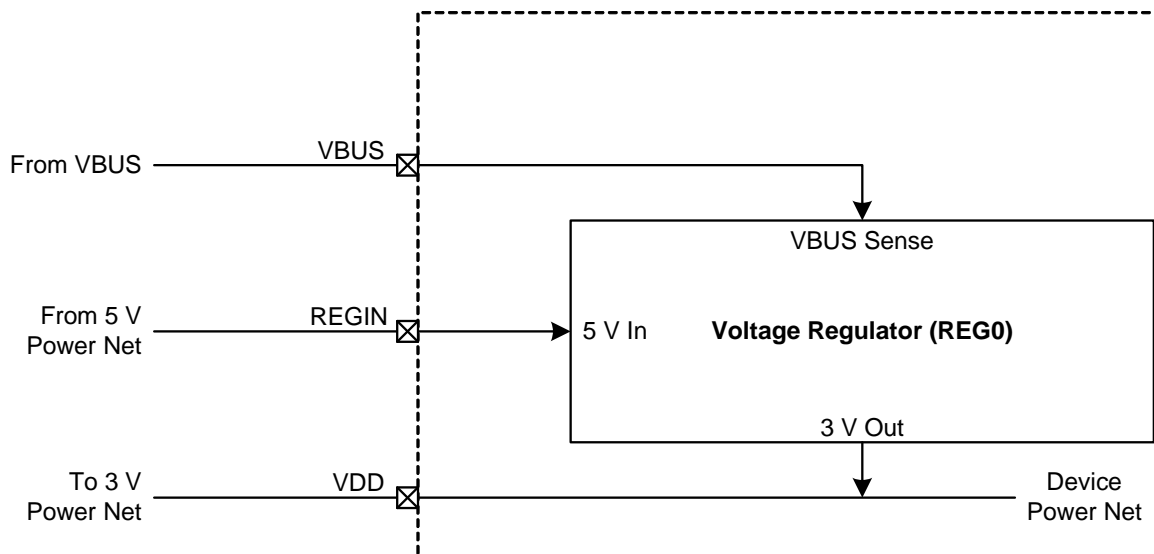 From VBUS
VBUS
VBUS Sense
From 5 V
Power Net
REGIN
5 V In
Voltage Regulator (REG0)
3 V Out
To 3 V
Power Net
VDD
Device
Power Net